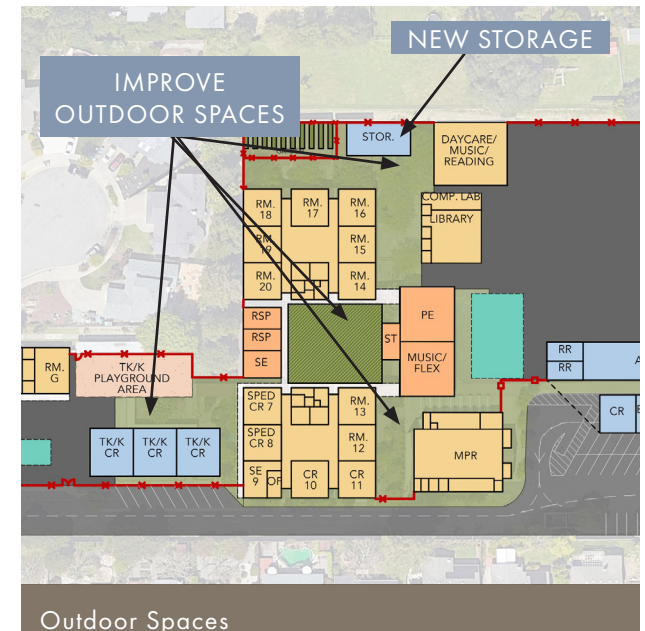 NEW STORAGE
IMPROVE
OUTDOOR SPACES
STOR.
DAYCARE/
MUSIC/
READING
RM.
18
RM.
17
RM.
16
COMP. LAB
LIBRARY
RM.
19
RM.
15
RM.
20
RM.
14
RSP
RSP
SE
ST
PE
MUSIC/
FLEX
RM.
G
TK/K
PLAYGROUND
AREA
RR
RR
A
SPED
CR 7
RM.
13
CR
TK/K
CR
TK/K
CR
TK/K
CR
SPED
CR 8
RM.
12
MPR
SE
9
OF
CR
10
CR
11
Outdoor Spaces